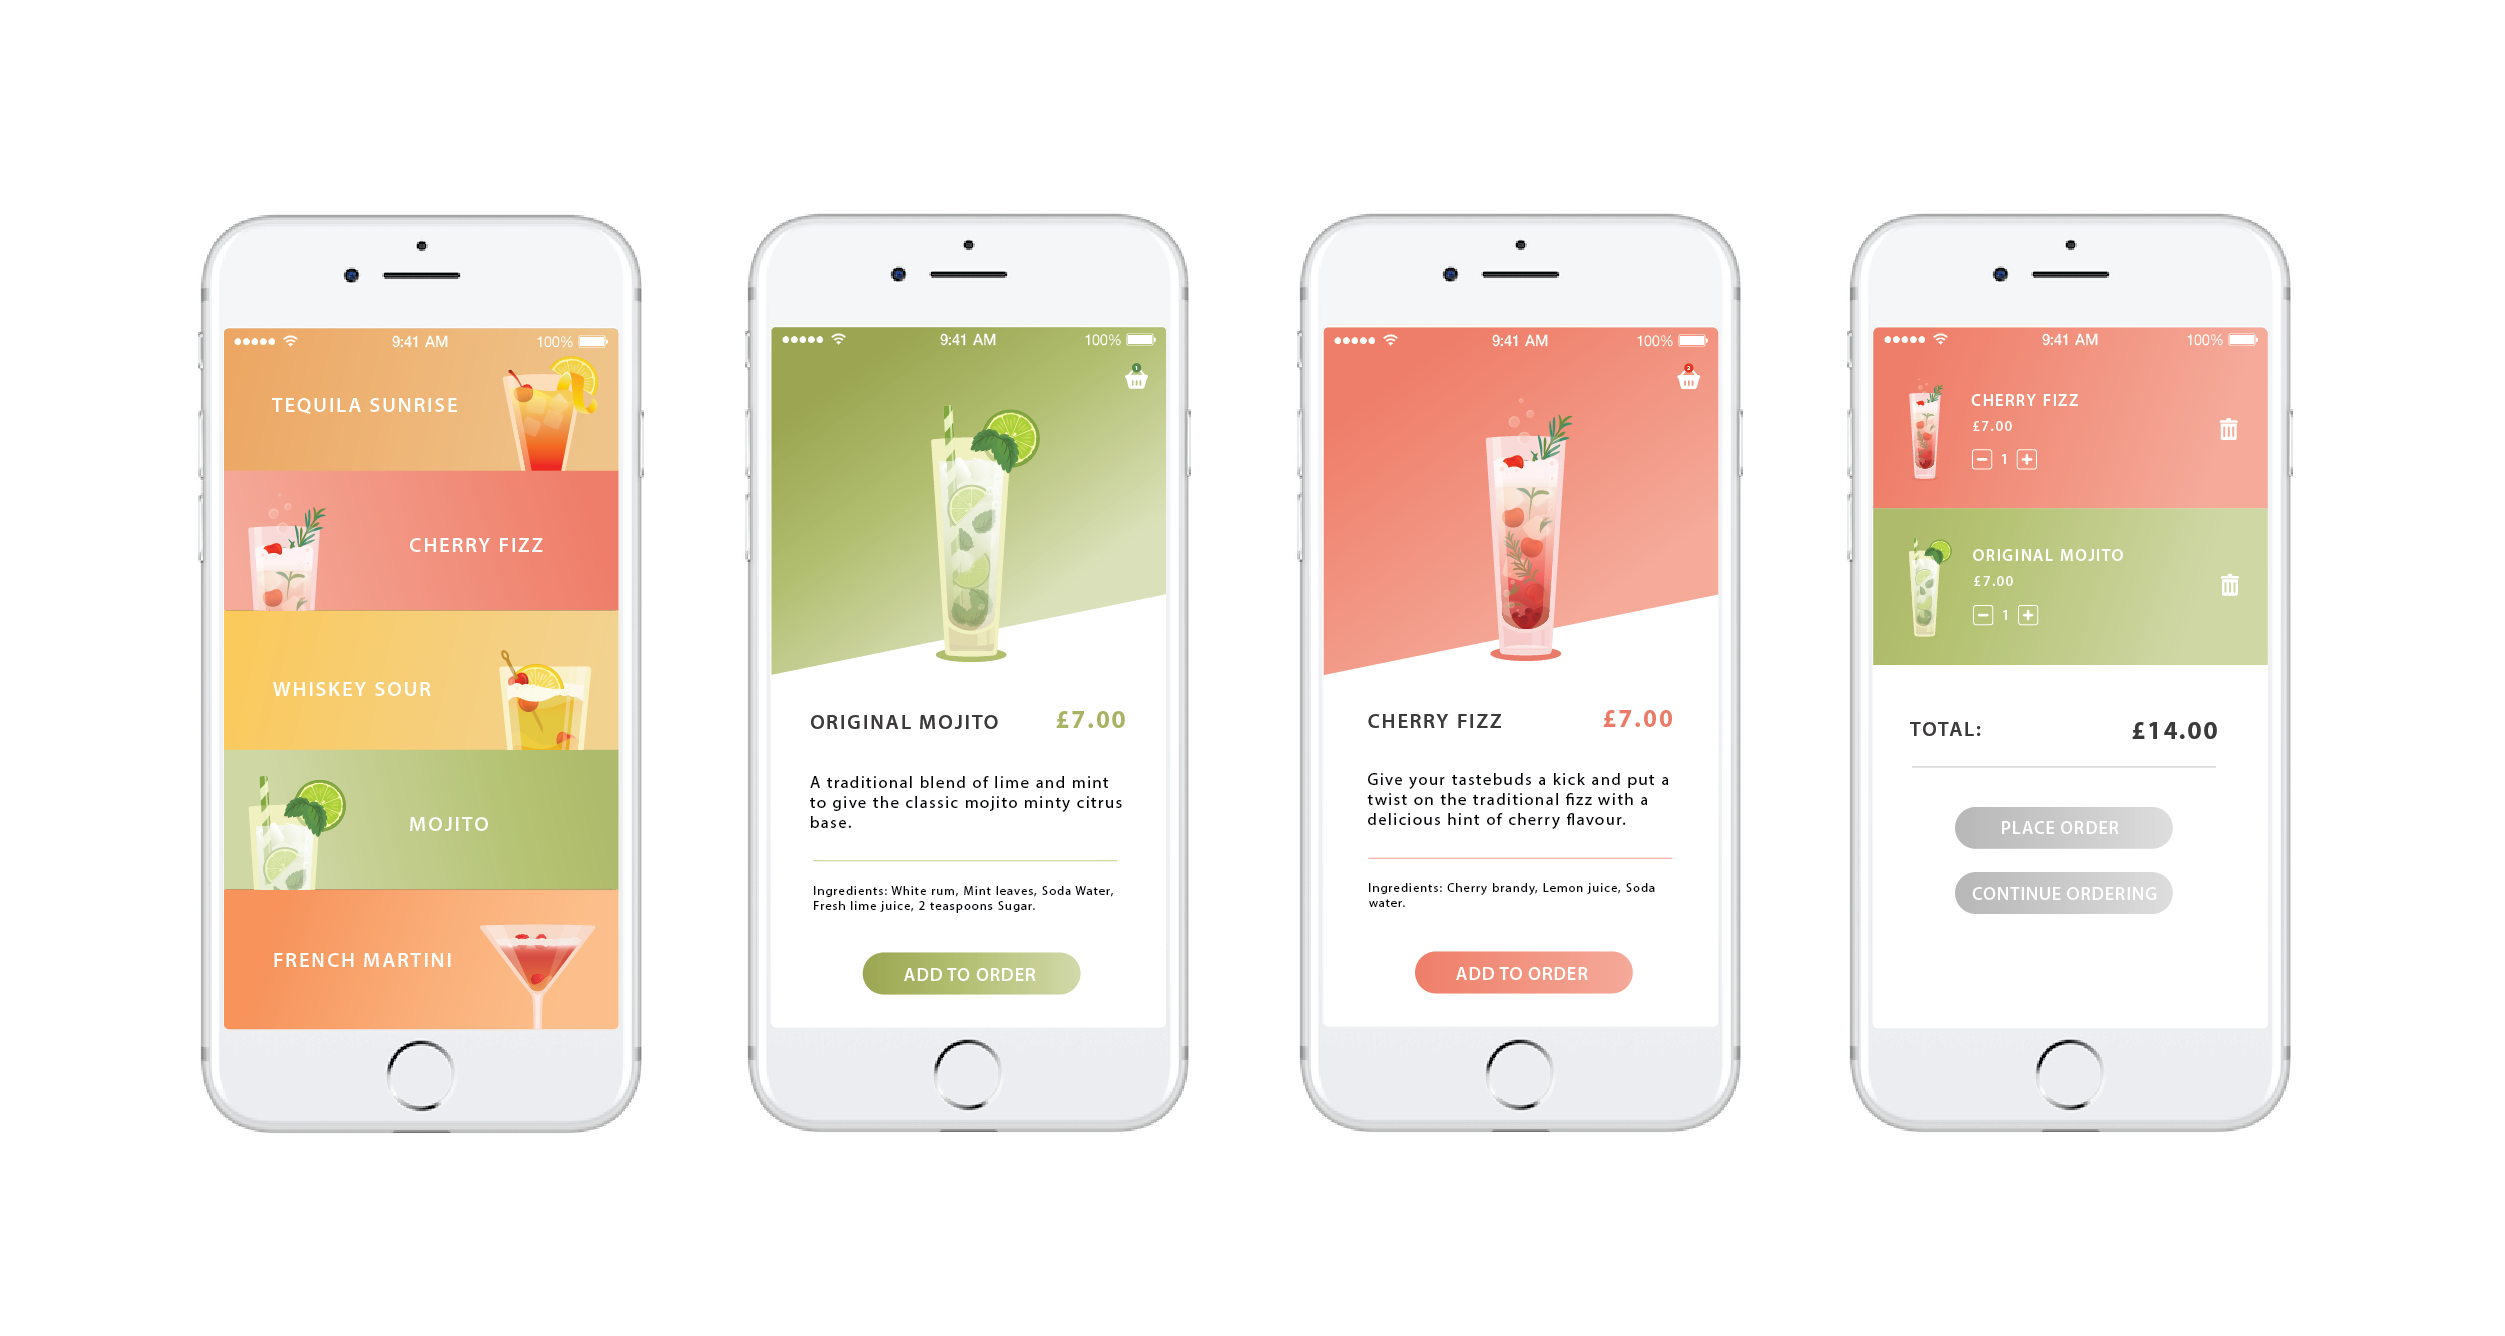 9:41 AM
100%
TEQUILA SUNRISE
CHERRY FIZZ
WHISKEY SOUR
MOJITO
FRENCH MARTINI
9:41 AM
100%
1
ORIGINAL MOJITO
£7.00
A traditional blend of lime and mint
to give the classic mojito minty citrus
base.
Ingredients: White rum, Mint leaves, Soda Water,
Fresh lime juice, 2 teaspoons Sugar.
ADD TO ORDER
9:41 AM
100%
2
CHERRY FIZZ
£7.00
Give your tastebuds a kick and put a
twist on the traditional fizz with a
delicious hint of cherry flavour.
Ingredients: Cherry brandy, Lemon juice, Soda
water.
ADD TO ORDER
9:41 AM
100%
CHERRY FIZZ
£7.00
1
ORIGINAL MOJITO
£7.00
1
TOTAL:
£14.00
PLACE ORDER
CONTINUE ORDERING